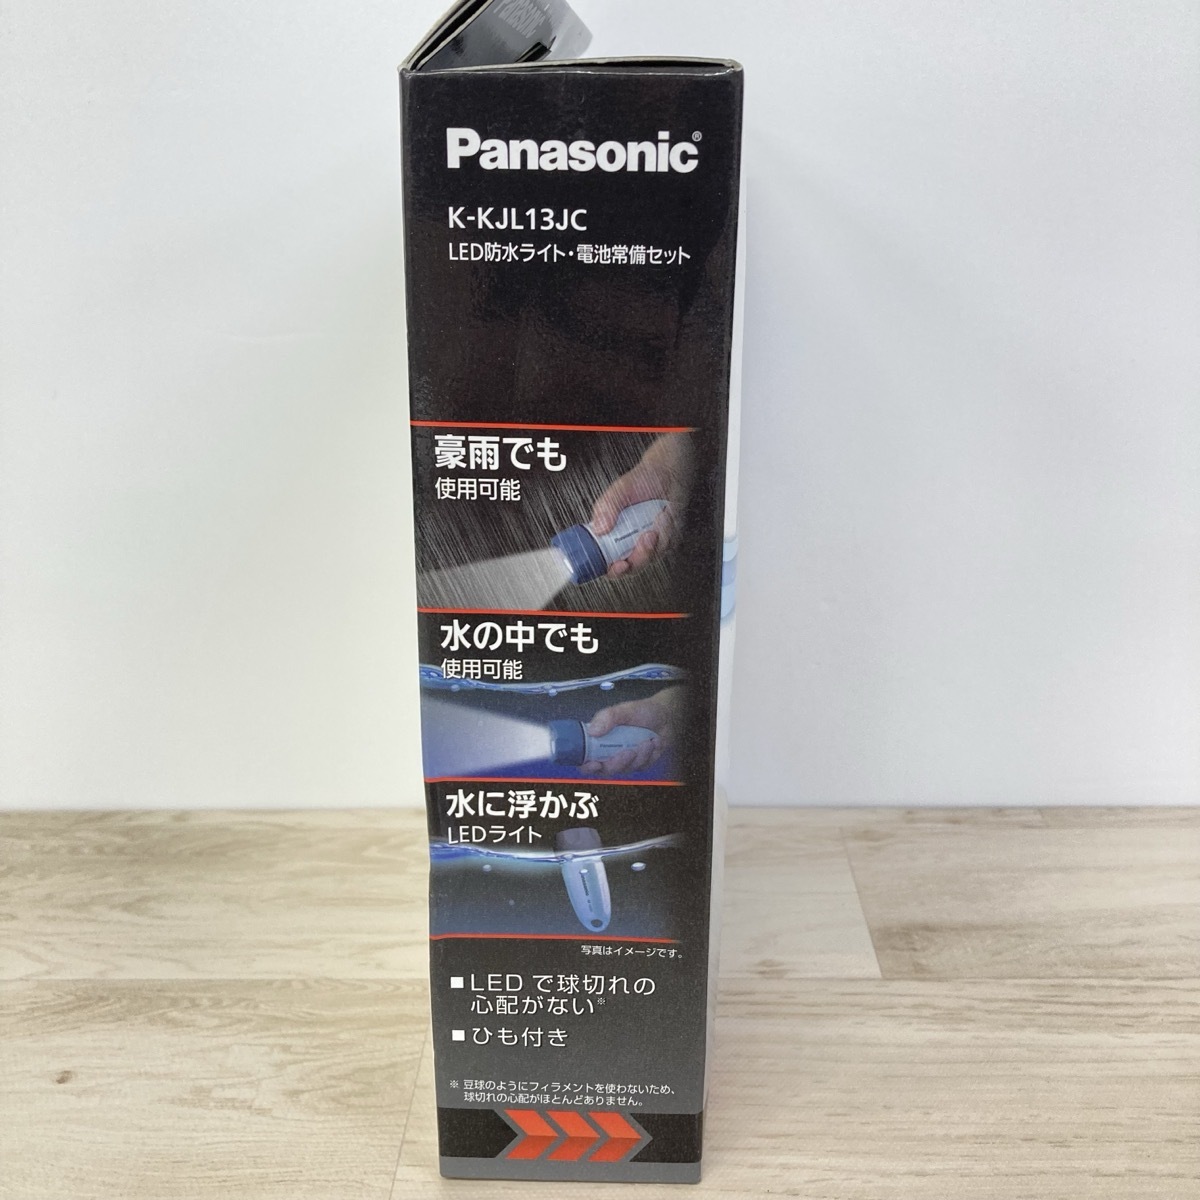 Panasonic®
K-KJL13JC
LED防水ライト・電池常備セット
豪雨でも
使用可能
Panasonic
水の中でも
使用可能
Panasonic
水に浮かぶ
LEDライト
Panasonic
写真はイメージです。
■LEDで球切れの
心配がない※
■ひも付き
※ 豆球のようにフィラメントを使わないため、
球切れの心配がほとんどありません。